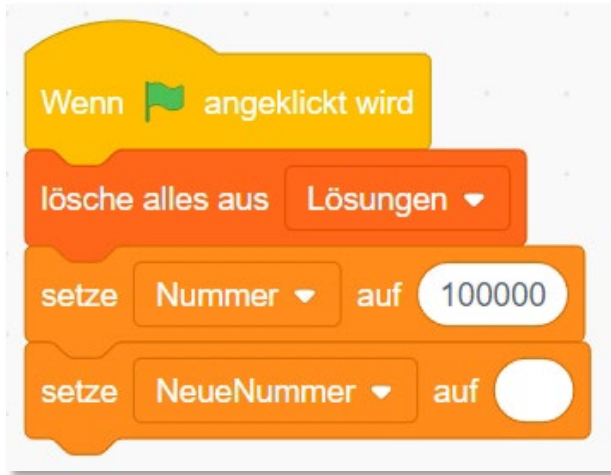 Wenn angeklickt wird
lösche alles aus Lösungen
setze Nummer auf 100000
setze NeueNummer auf